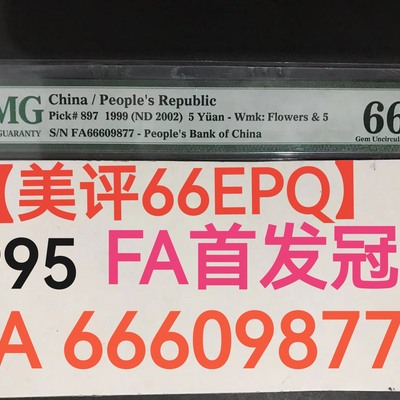 MG China / People's Republic
Pick# 897 1999 (ND 2002) 5 Yüan - Wmk: Flowers & 5 66
GUARANTY S/N FA66609877 - People's Bank of China Gem Uncircul
【美评66EPQ】
995 FA首发冠
A 66609877